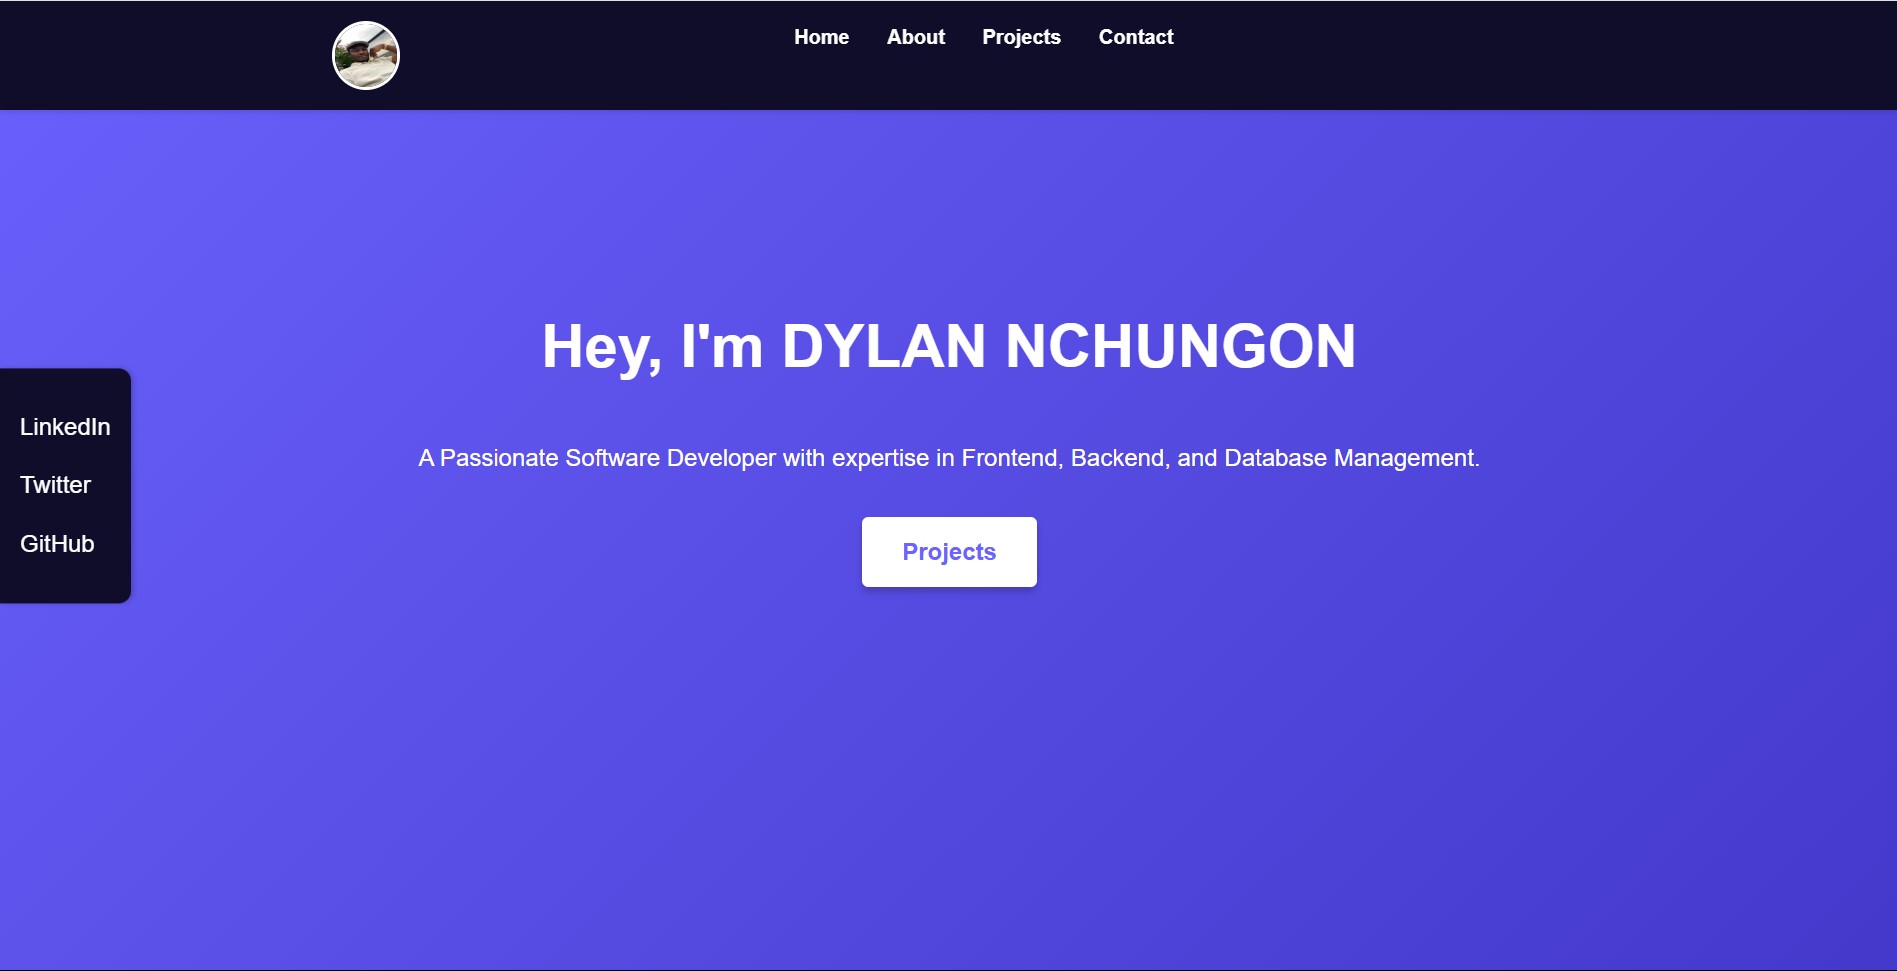 Home About Projects Contact
Hey, I'm DYLAN NCHUNGON
LinkedIn
A Passionate Software Developer with expertise in Frontend, Backend, and Database Management.
Twitter
GitHub
Projects